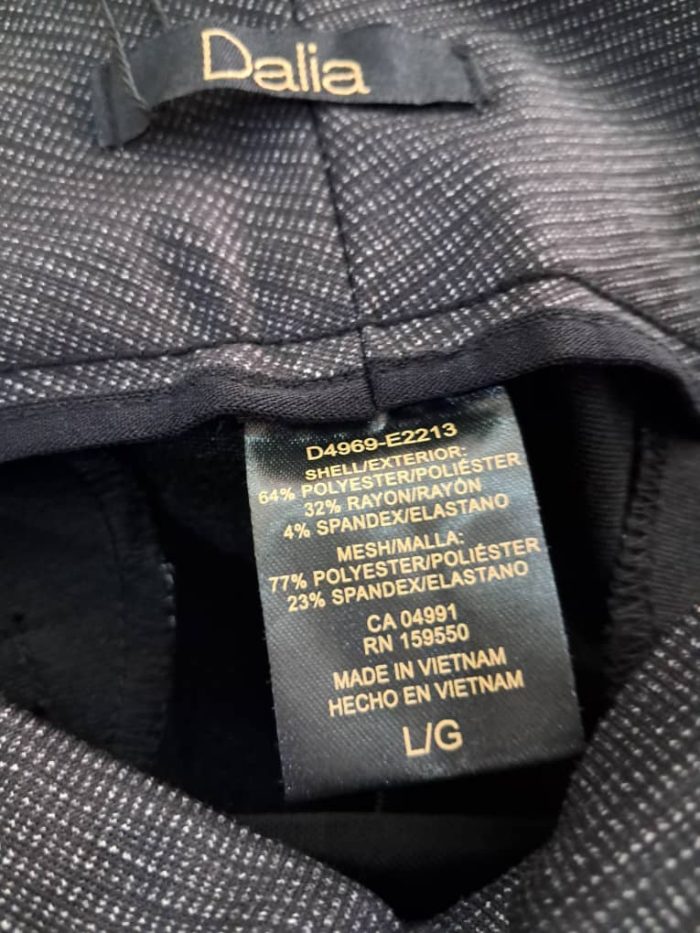 Dalia
D4969-E2213
SHELL/EXTERIOR:
64% POLYESTER/POLIÉSTER
32% RAYON/RAYÓN
4% SPANDEX/ELASTANO
MESH/MALLA:
77% POLYESTER/POLIÉSTER
23% SPANDEX/ELASTANO
CA 04991
RN 159550
MADE IN VIETNAM
HECHO EN VIETNAM
L/G